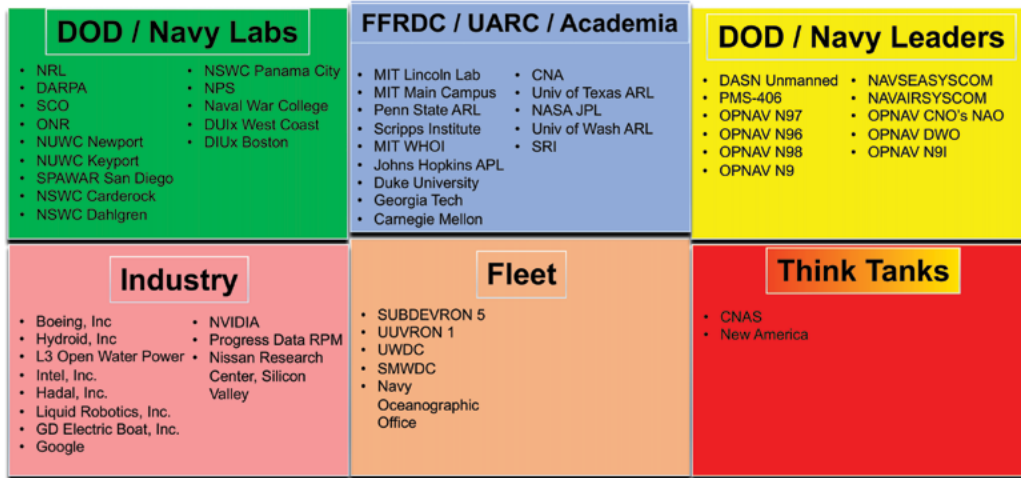 DOD / Navy Labs
• NRL
• DARPA
• SCO
• ONR
• NUWC Newport
• NUWC Keyport
• SPAWAR San Diego
• NSWC Carderock
• NSWC Dahlgren
• NSWC Panama City
• NPS
• Naval War College
• DUIx West Coast
• DIUx Boston
FFRDC / UARC / Academia
• MIT Lincoln Lab
• MIT Main Campus
• Penn State ARL
• Scripps Institute
• MIT WHOI
• Johns Hopkins APL
• Duke University
• Georgia Tech
• Carnegie Mellon
• CNA
• Univ of Texas ARL
• NASA JPL
• Univ of Wash ARL
• SRI
DOD / Navy Leaders
• DASN Unmanned
• PMS-406
• OPNAV N97
• OPNAV N96
• OPNAV N98
• OPNAV N9
• NAVSEASYSCOM
• NAVAIRSYSCOM
• OPNAV CNO's NAO
• OPNAV DWO
• OPNAV N9I
Industry
• Boeing, Inc
• Hydroid, Inc
• L3 Open Water Power
• Intel, Inc.
• Hadal, Inc.
• Liquid Robotics, Inc.
• GD Electric Boat, Inc.
• Google
• NVIDIA
• Progress Data RPM
• Nissan Research
Center, Silicon
Valley
Fleet
• SUBDEVRON 5
• UUVRON 1
• UWDC
• SMWDC
• Navy
Oceanographic
Office
Think Tanks
• CNAS
• New America